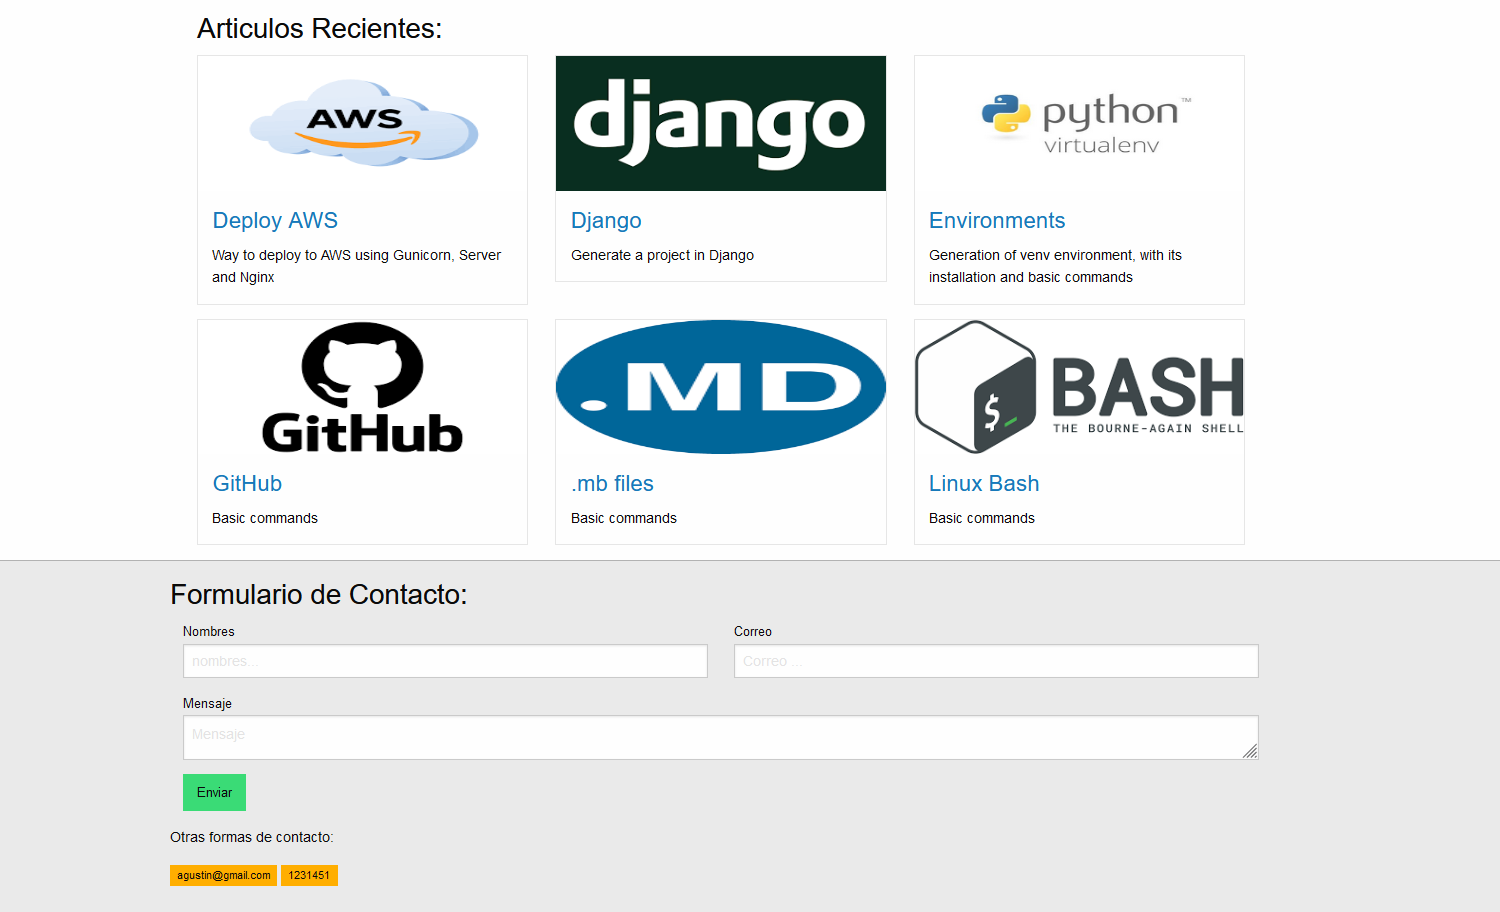 Articulos Recientes:
AWS
django
python™
virtualenv
Deploy AWS
Django
Environments
Way to deploy to AWS using Gunicorn, Server
and Nginx
Generate a project in Django
Generation of venv environment, with its
installation and basic commands
GitHub
.MD
$_
BASH
THE BOURNE-AGAIN SHELL
GitHub
.mb files
Linux Bash
Basic commands
Basic commands
Basic commands
Formulario de Contacto:
Nombres
Correo
nombres...
Correo ...
Mensaje
Mensaje
Enviar
Otras formas de contacto:
agustin@gmail.com
1231451